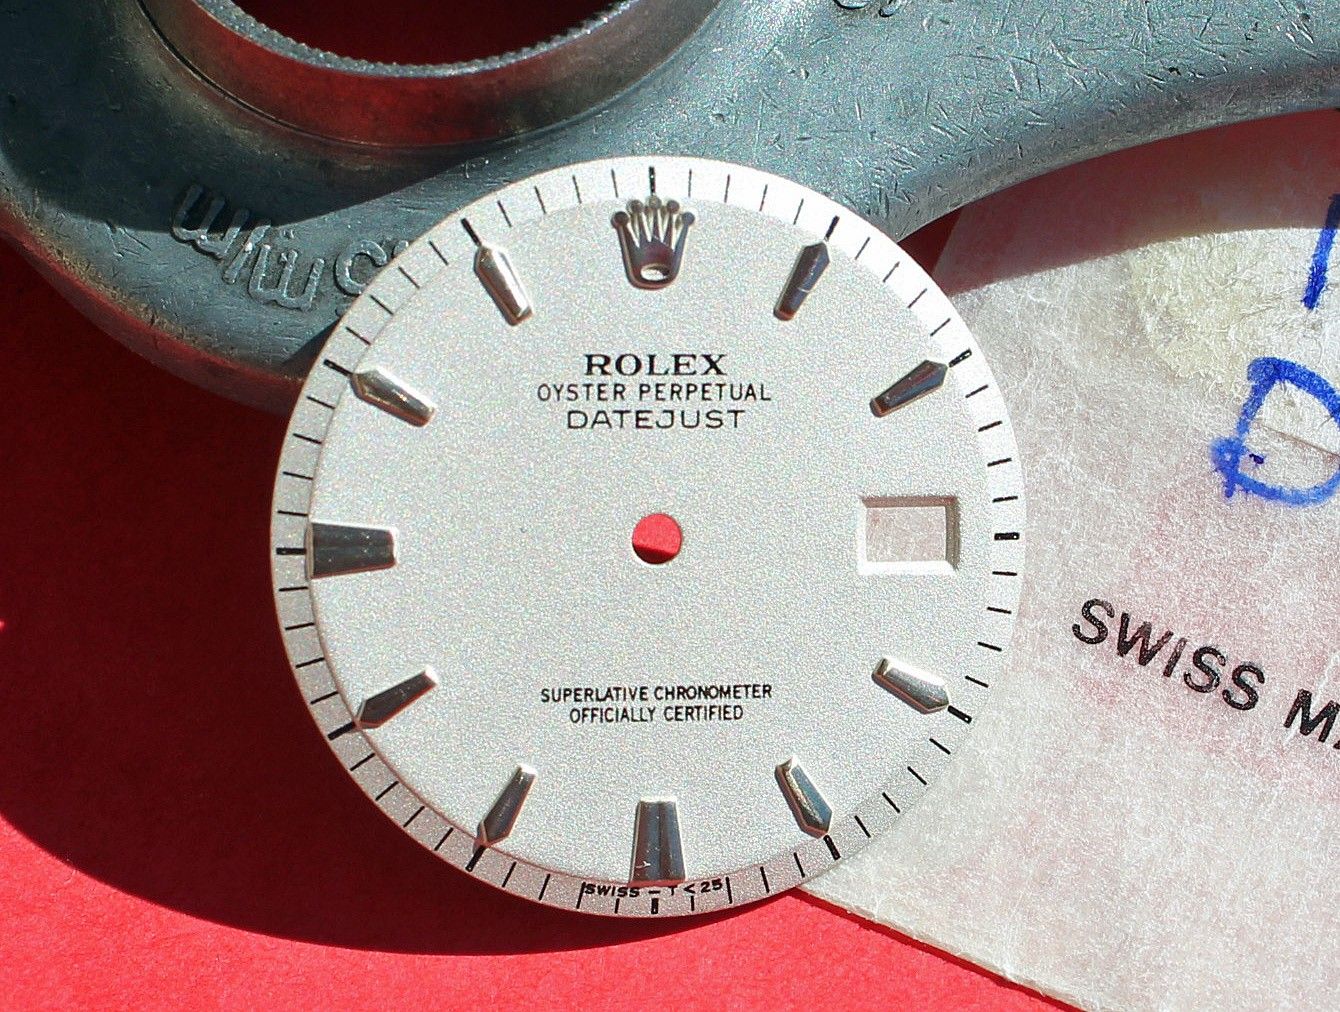 ROLEX
OYSTER PERPETUAL
DATEJUST
SUPERLATIVE CHRONOMETER
OFFICIALLY CERTIFIED
SWISS – T < 25
SWISS